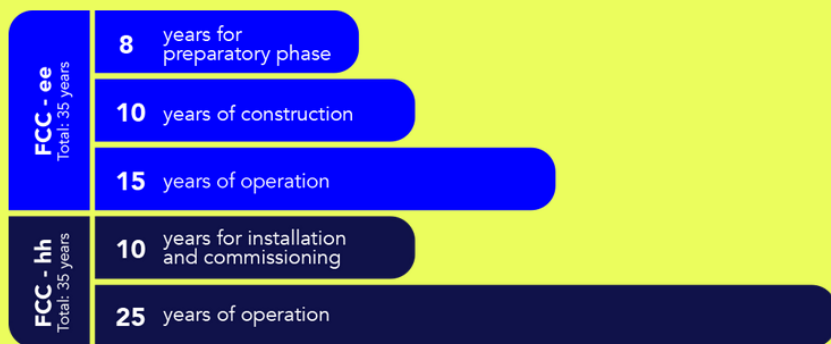 FCC - ee
Total: 35 years
8 years for
preparatory phase
10 years of construction
15 years of operation
FCC - hh
Total: 35 years
10 years for installation
and commissioning
25 years of operation